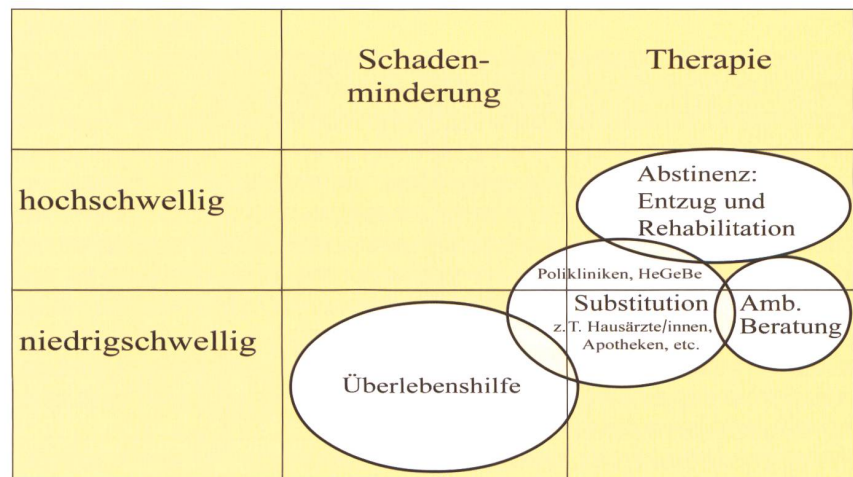 Schaden-
minderung
Therapie
hochschwellig
Abstinenz:
Entzug und
Rehabilitation
Polikliniken, HeGeBe
niedrigschwellig
Substitution
z.T. Hausärzte/innen,
Apotheken, etc.
Amb.
Beratung
Überlebenshilfe